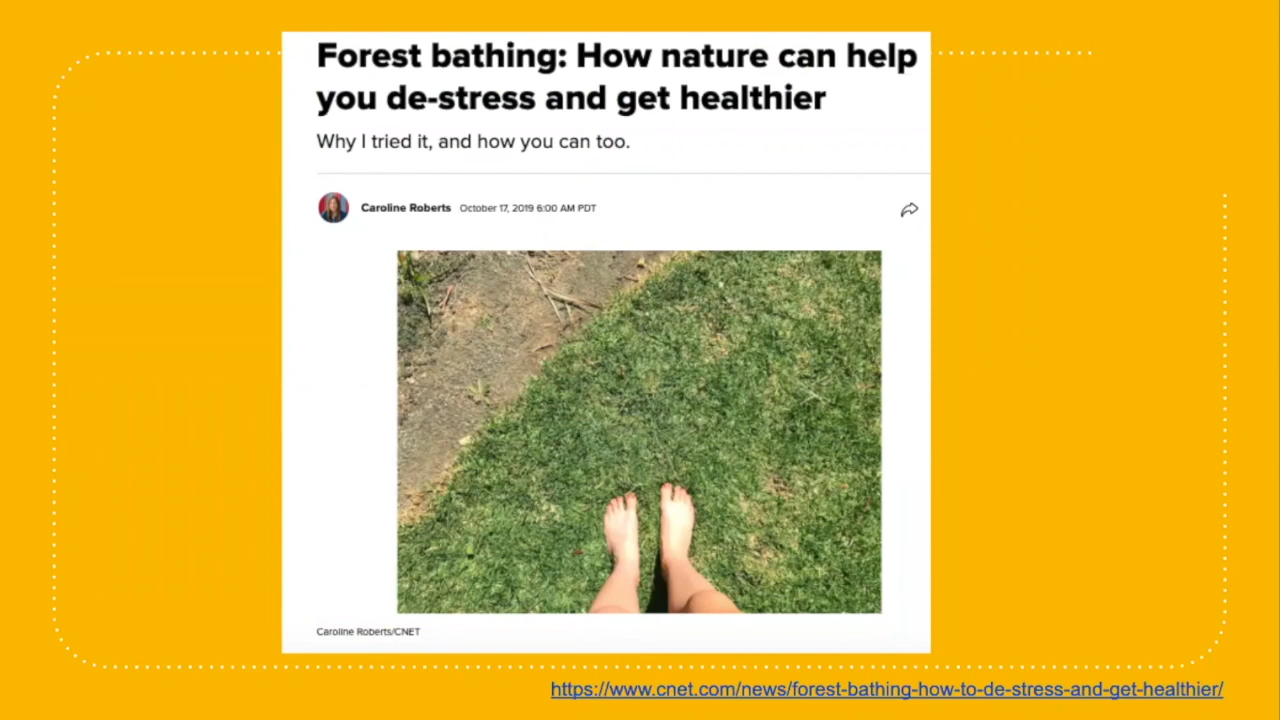 Forest bathing: How nature can help
you de-stress and get healthier
Why I tried it, and how you can too.
Caroline Roberts October 17, 2019 6:00 AM PDT
Caroline Roberts/CNET
https://www.cnet.com/news/forest-bathing-how-to-de-stress-and-get-healthier/